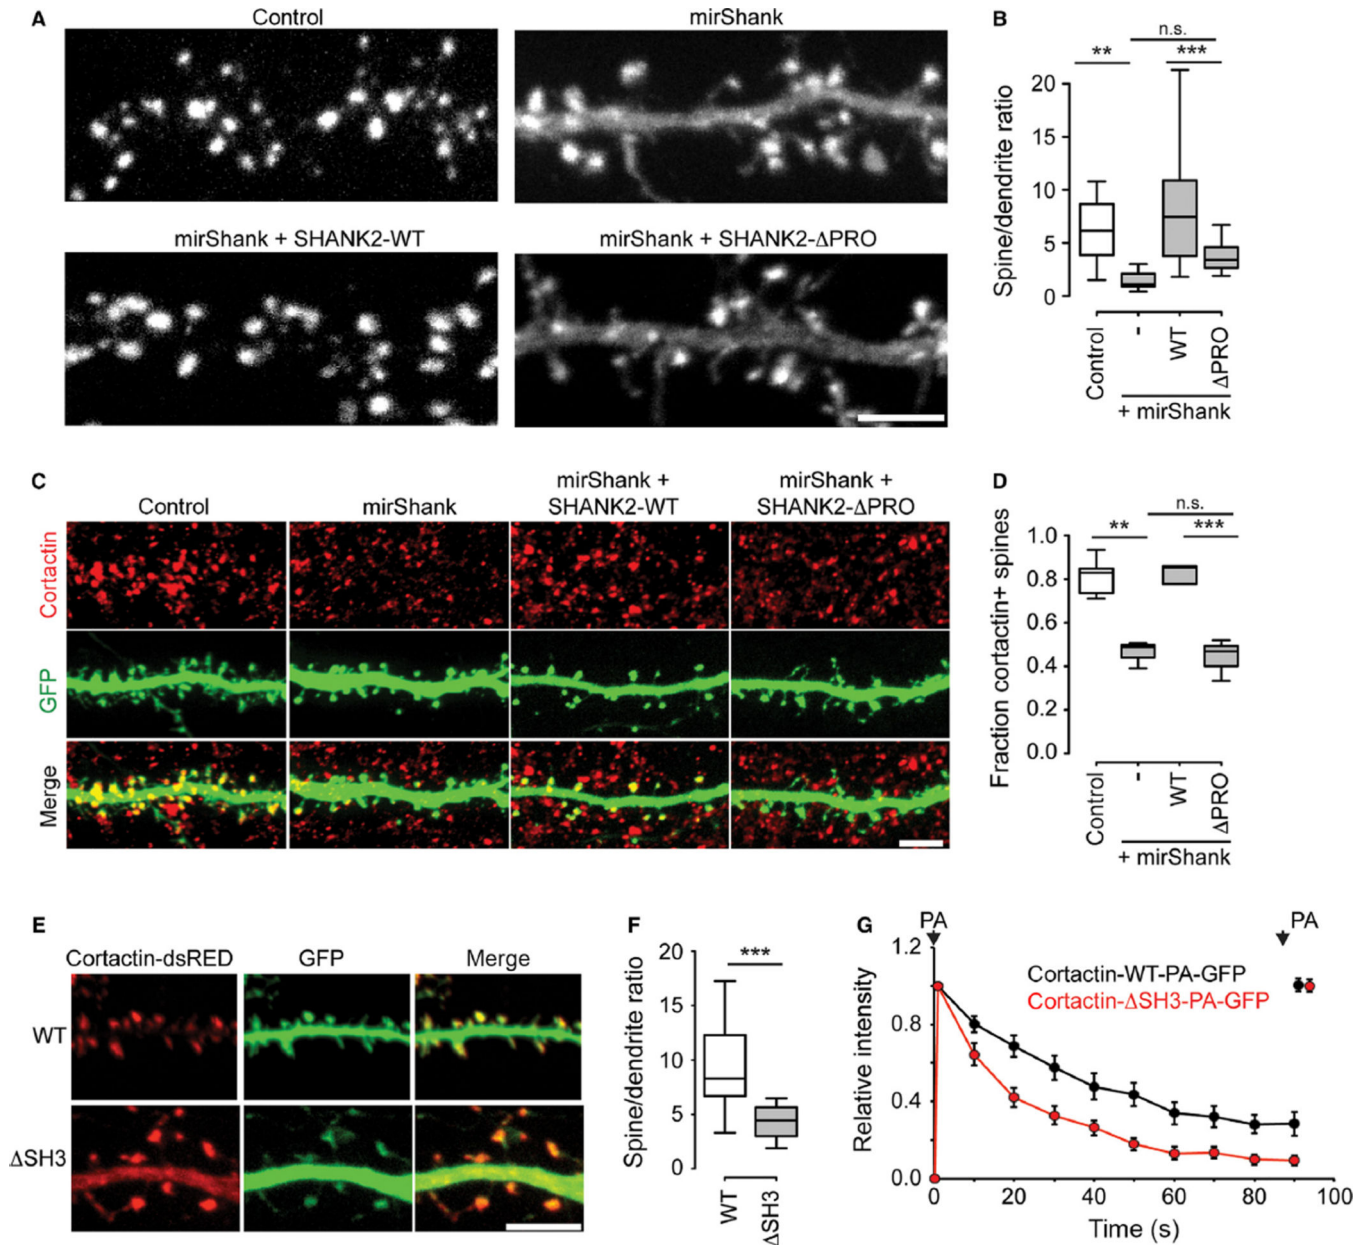 A
Control
mirShank
mirShank + SHANK2-WT
mirShank + SHANK2-ΔPRO
B
n.s.
** ***
Spine/dendrite ratio
20
15
10
5
0
Control
-
WT
ΔPRO
+ mirShank
C
Control
mirShank
mirShank +
SHANK2-WT
mirShank +
SHANK2-ΔPRO
Cortactin
GFP
Merge
D
n.s.
** ***
Fraction cortactin+ spines
1.0
0.8
0.6
0.4
0.2
0.0
Control
-
WT
ΔPRO
+ mirShank
E
Cortactin-dsRED
GFP
Merge
WT
ΔSH3
F
***
Spine/dendrite ratio
20
15
10
5
0
WT
ΔSH3
G
PA
PA
Cortactin-WT-PA-GFP
Cortactin-ΔSH3-PA-GFP
Relative intensity
1.2
0.8
0.4
0.0
0 20 40 60 80 100
Time (s)